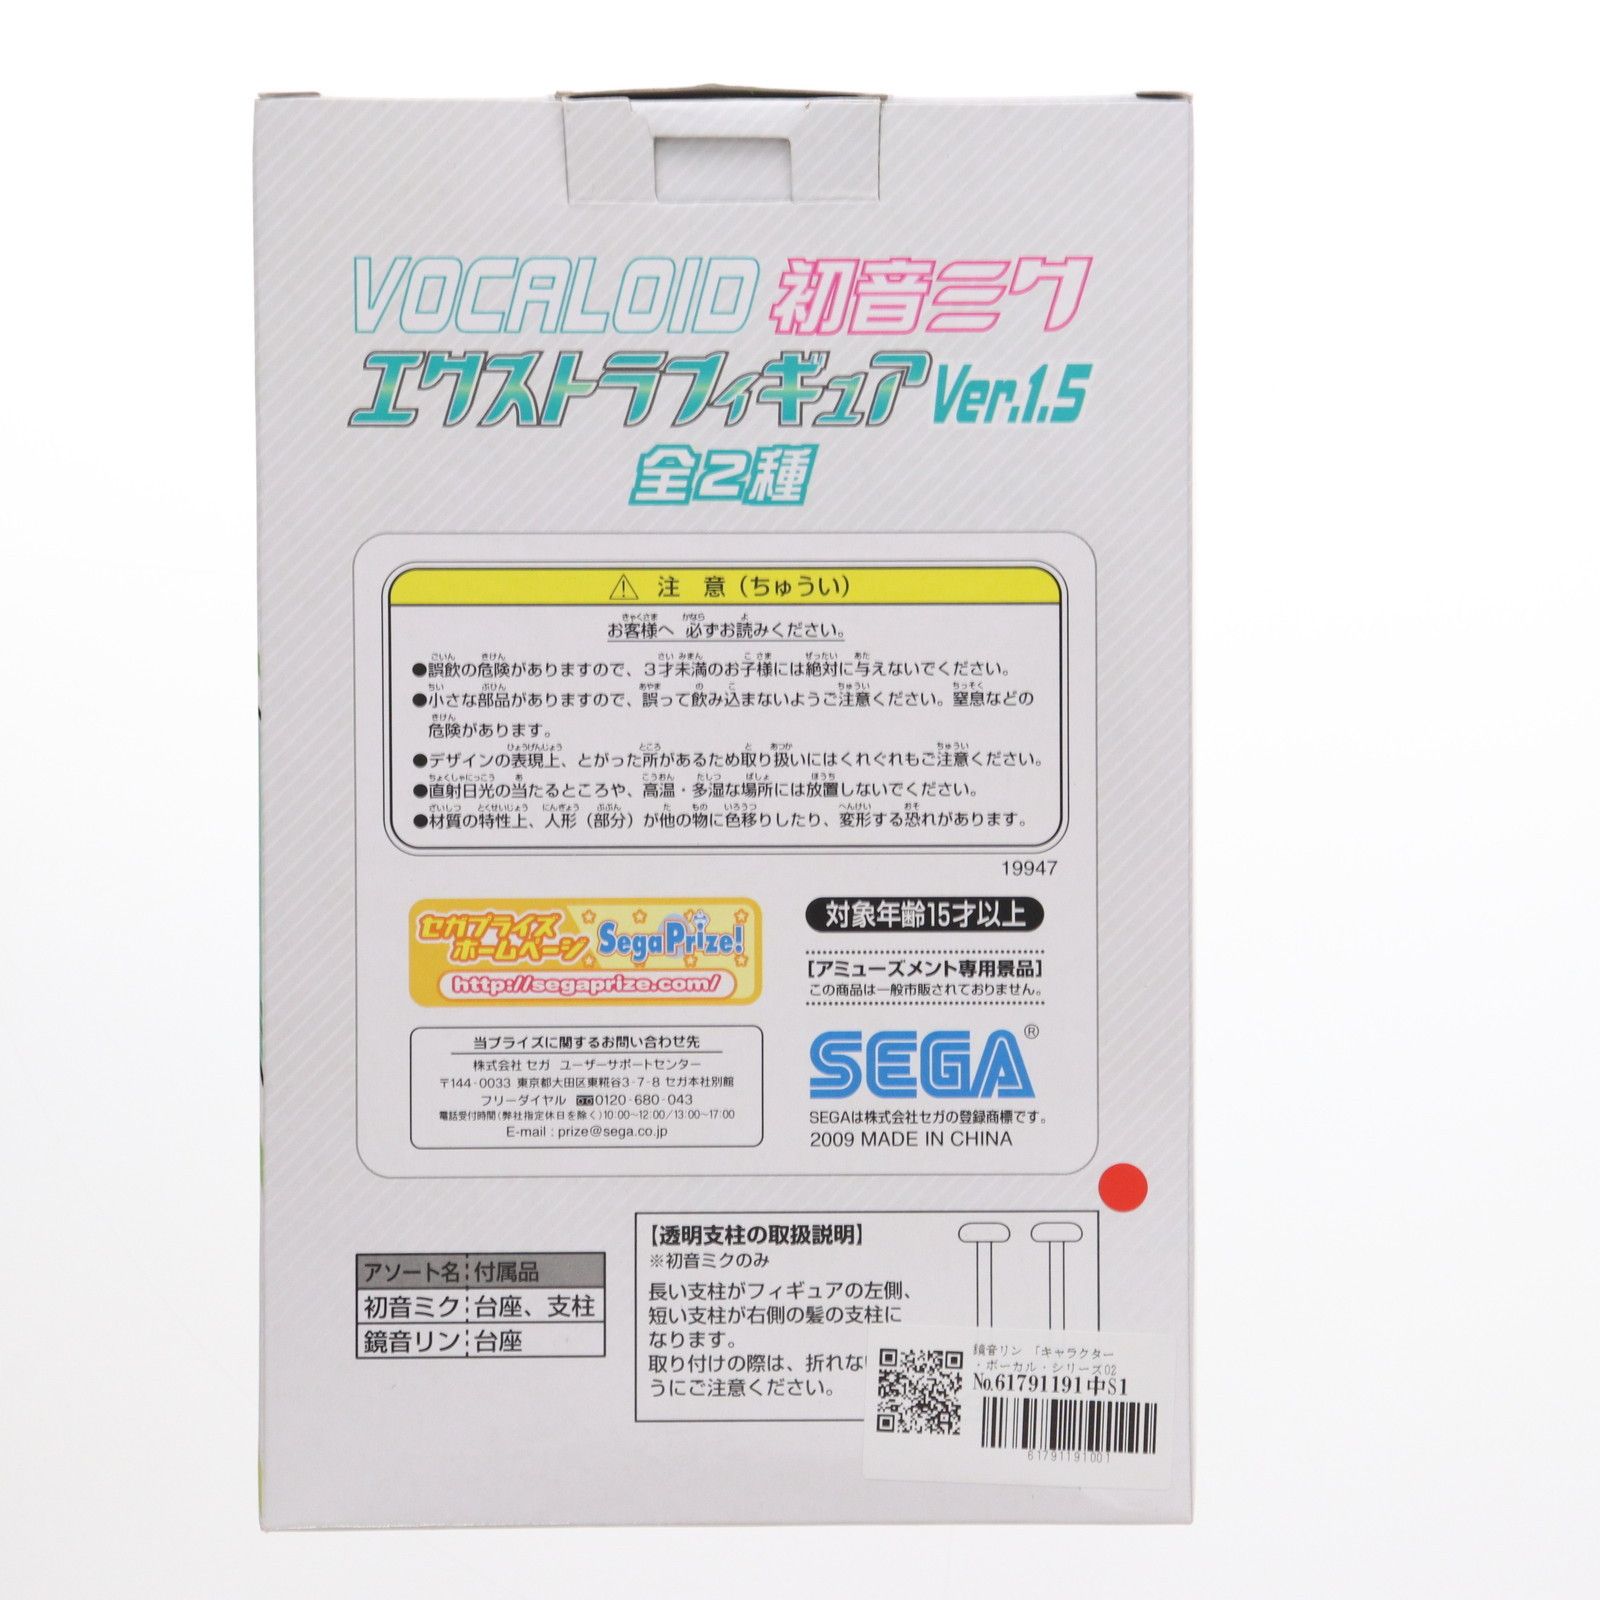 VOCALOID 初音ミク
エクストラフィギュア Ver.1.5
全2種
⚠ 注 意（ちゅうい）
お客様へ 必ずお読みください。
●誤飲の危険がありますので、3才未満のお子様には絶対に与えないでください。
●小さな部品がありますので、誤って飲み込まないようご注意ください。窒息などの
危険があります。
●デザインの表現上、とがった所があるため取り扱いにはくれぐれもご注意ください。
●直射日光の当たるところや、高温・多湿な場所には放置しないでください。
●材質の特性上、人形（部分）が他の物に色移りしたり、変形する恐れがあります。
19947
セガプライズ
ホームページ
SegaPrize!
http://segaprize.com/
対象年齢15才以上
[アミューズメント専用景品]
この商品は一般市販されておりません。
当プライズに関するお問い合わせ先
株式会社 セガ ユーザーサポートセンター
〒144-0033 東京都大田区東糀谷3-7-8 セガ本社別館
フリーダイヤル 0120-680-043
電話受付時間（弊社指定休日を除く）10:00〜12:00/13:00〜17:00
E-mail : prize@sega.co.jp
SEGA®
SEGAは株式会社セガの登録商標です。
2009 MADE IN CHINA
アソート名 付属品
初音ミク 台座、支柱
鏡音リン 台座
【透明支柱の取扱説明】
※初音ミクのみ
長い支柱がフィギュアの左側、
短い支柱が右側の髪の支柱に
なります。
取り付けの際は、折れな
うにご注意ください。
鏡音リン 「キャラクター
・ボーカル・シリーズ02
No.61791191中S1
61791191001